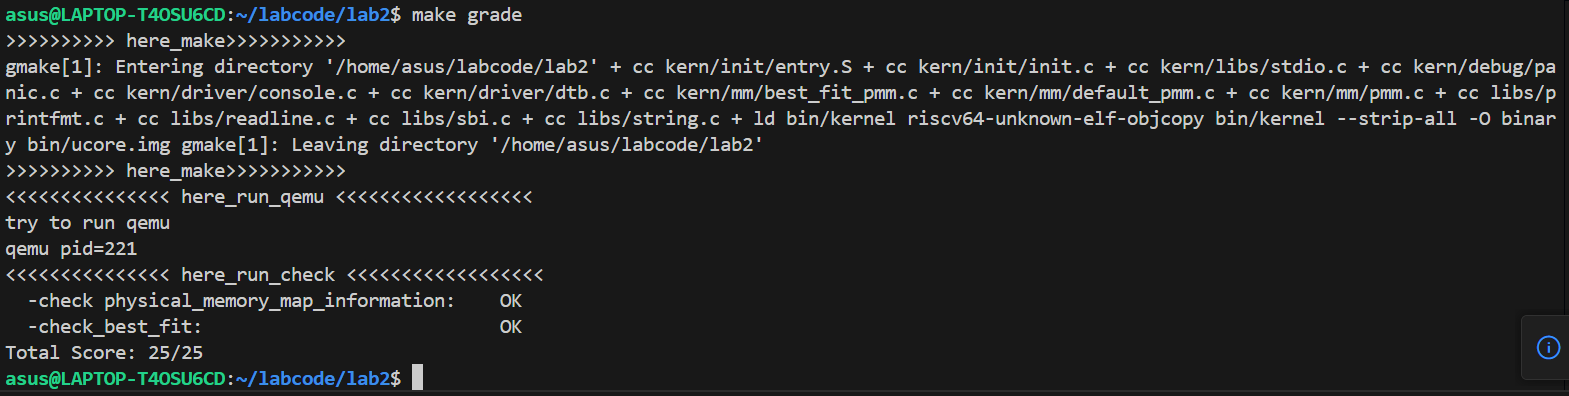 asus@LAPTOP-T4OSU6CD:~/labcode/lab2$ make grade
>>>>>>>>>> here_make>>>>>>>>>>>
gmake[1]: Entering directory '/home/asus/labcode/lab2' + cc kern/init/entry.S + cc kern/init/init.c + cc kern/libs/stdio.c + cc kern/debug/pa
nic.c + cc kern/driver/console.c + cc kern/driver/dtb.c + cc kern/mm/best_fit_pmm.c + cc kern/mm/default_pmm.c + cc kern/mm/pmm.c + cc libs/p
rintfmt.c + cc libs/readline.c + cc libs/sbi.c + cc libs/string.c + ld bin/kernel riscv64-unknown-elf-objcopy bin/kernel --strip-all -O binar
y bin/ucore.img gmake[1]: Leaving directory '/home/asus/labcode/lab2'
>>>>>>>>>> here_make>>>>>>>>>>>
<<<<<<<<<<<<<<< here_run_qemu <<<<<<<<<<<<<<<<<<
try to run qemu
qemu pid=221
<<<<<<<<<<<<<<< here_run_check <<<<<<<<<<<<<<<<<<
  -check physical_memory_map_information:    OK
  -check_best_fit:                           OK
Total Score: 25/25
asus@LAPTOP-T4OSU6CD:~/labcode/lab2$